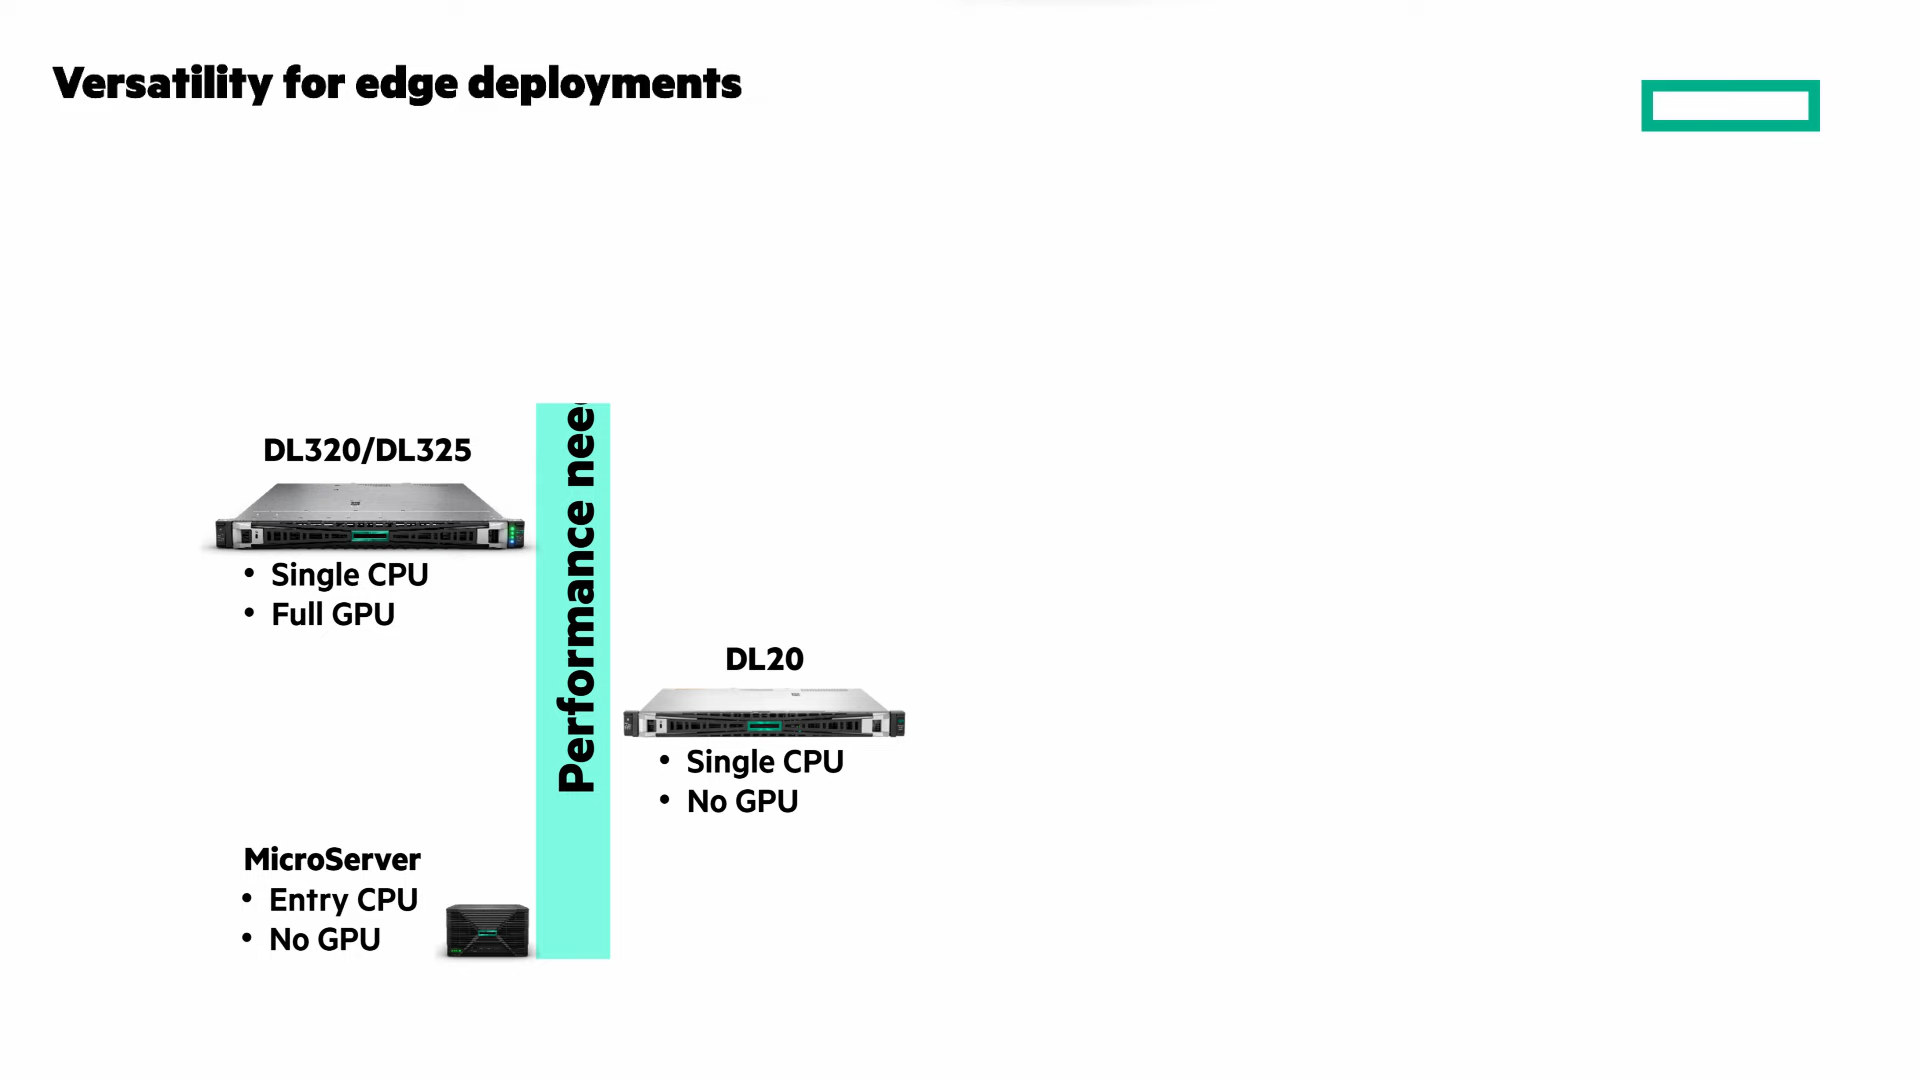 Versatility for edge deployments
DL320/DL325
• Single CPU
• Full GPU
Performance nee
DL20
• Single CPU
• No GPU
MicroServer
• Entry CPU
• No GPU